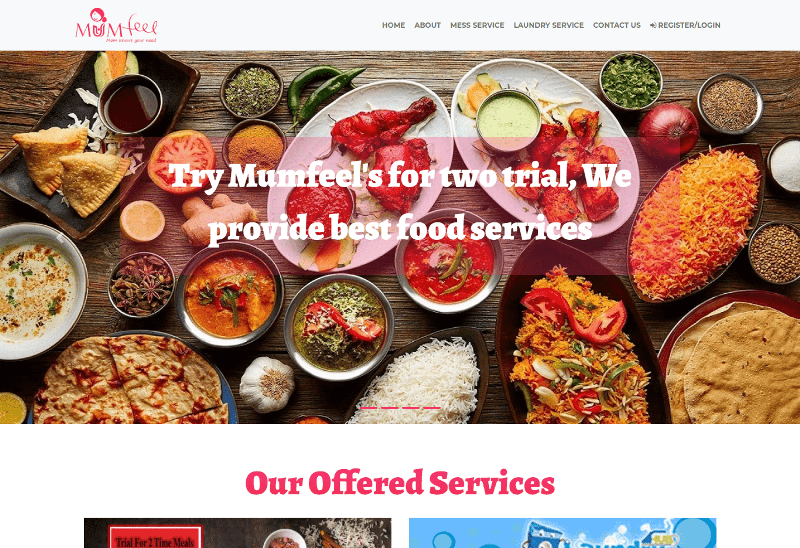 MUMfeel
Mom knows your need
HOME ABOUT MESS SERVICE LAUNDRY SERVICE CONTACT US REGISTER/LOGIN
Try Mumfeel's for two trial, We
provide best food services
Our Offered Services
Trial For 2 Time Meals